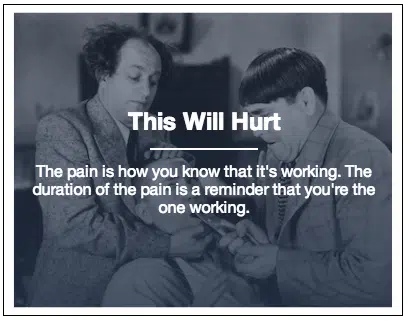 This Will Hurt
The pain is how you know that it's working. The
duration of the pain is a reminder that you're the
one working.